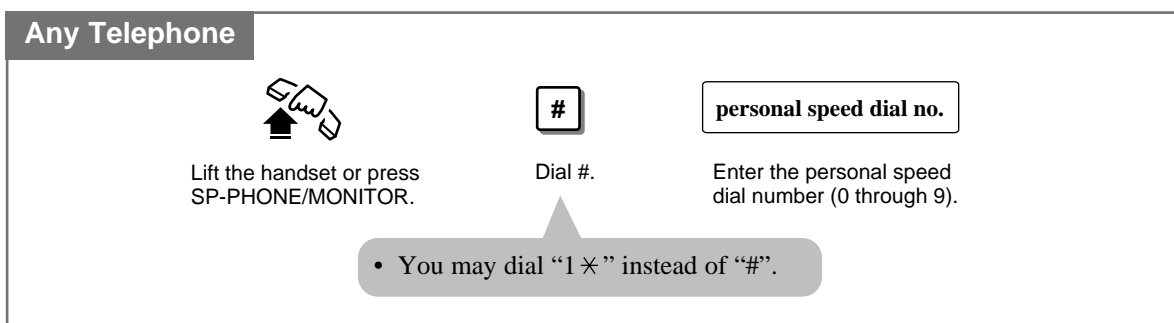 Any Telephone
#
personal speed dial no.
Lift the handset or press
SP-PHONE/MONITOR.
Dial #.
Enter the personal speed
dial number (0 through 9).
• You may dial “1✳” instead of “#”.